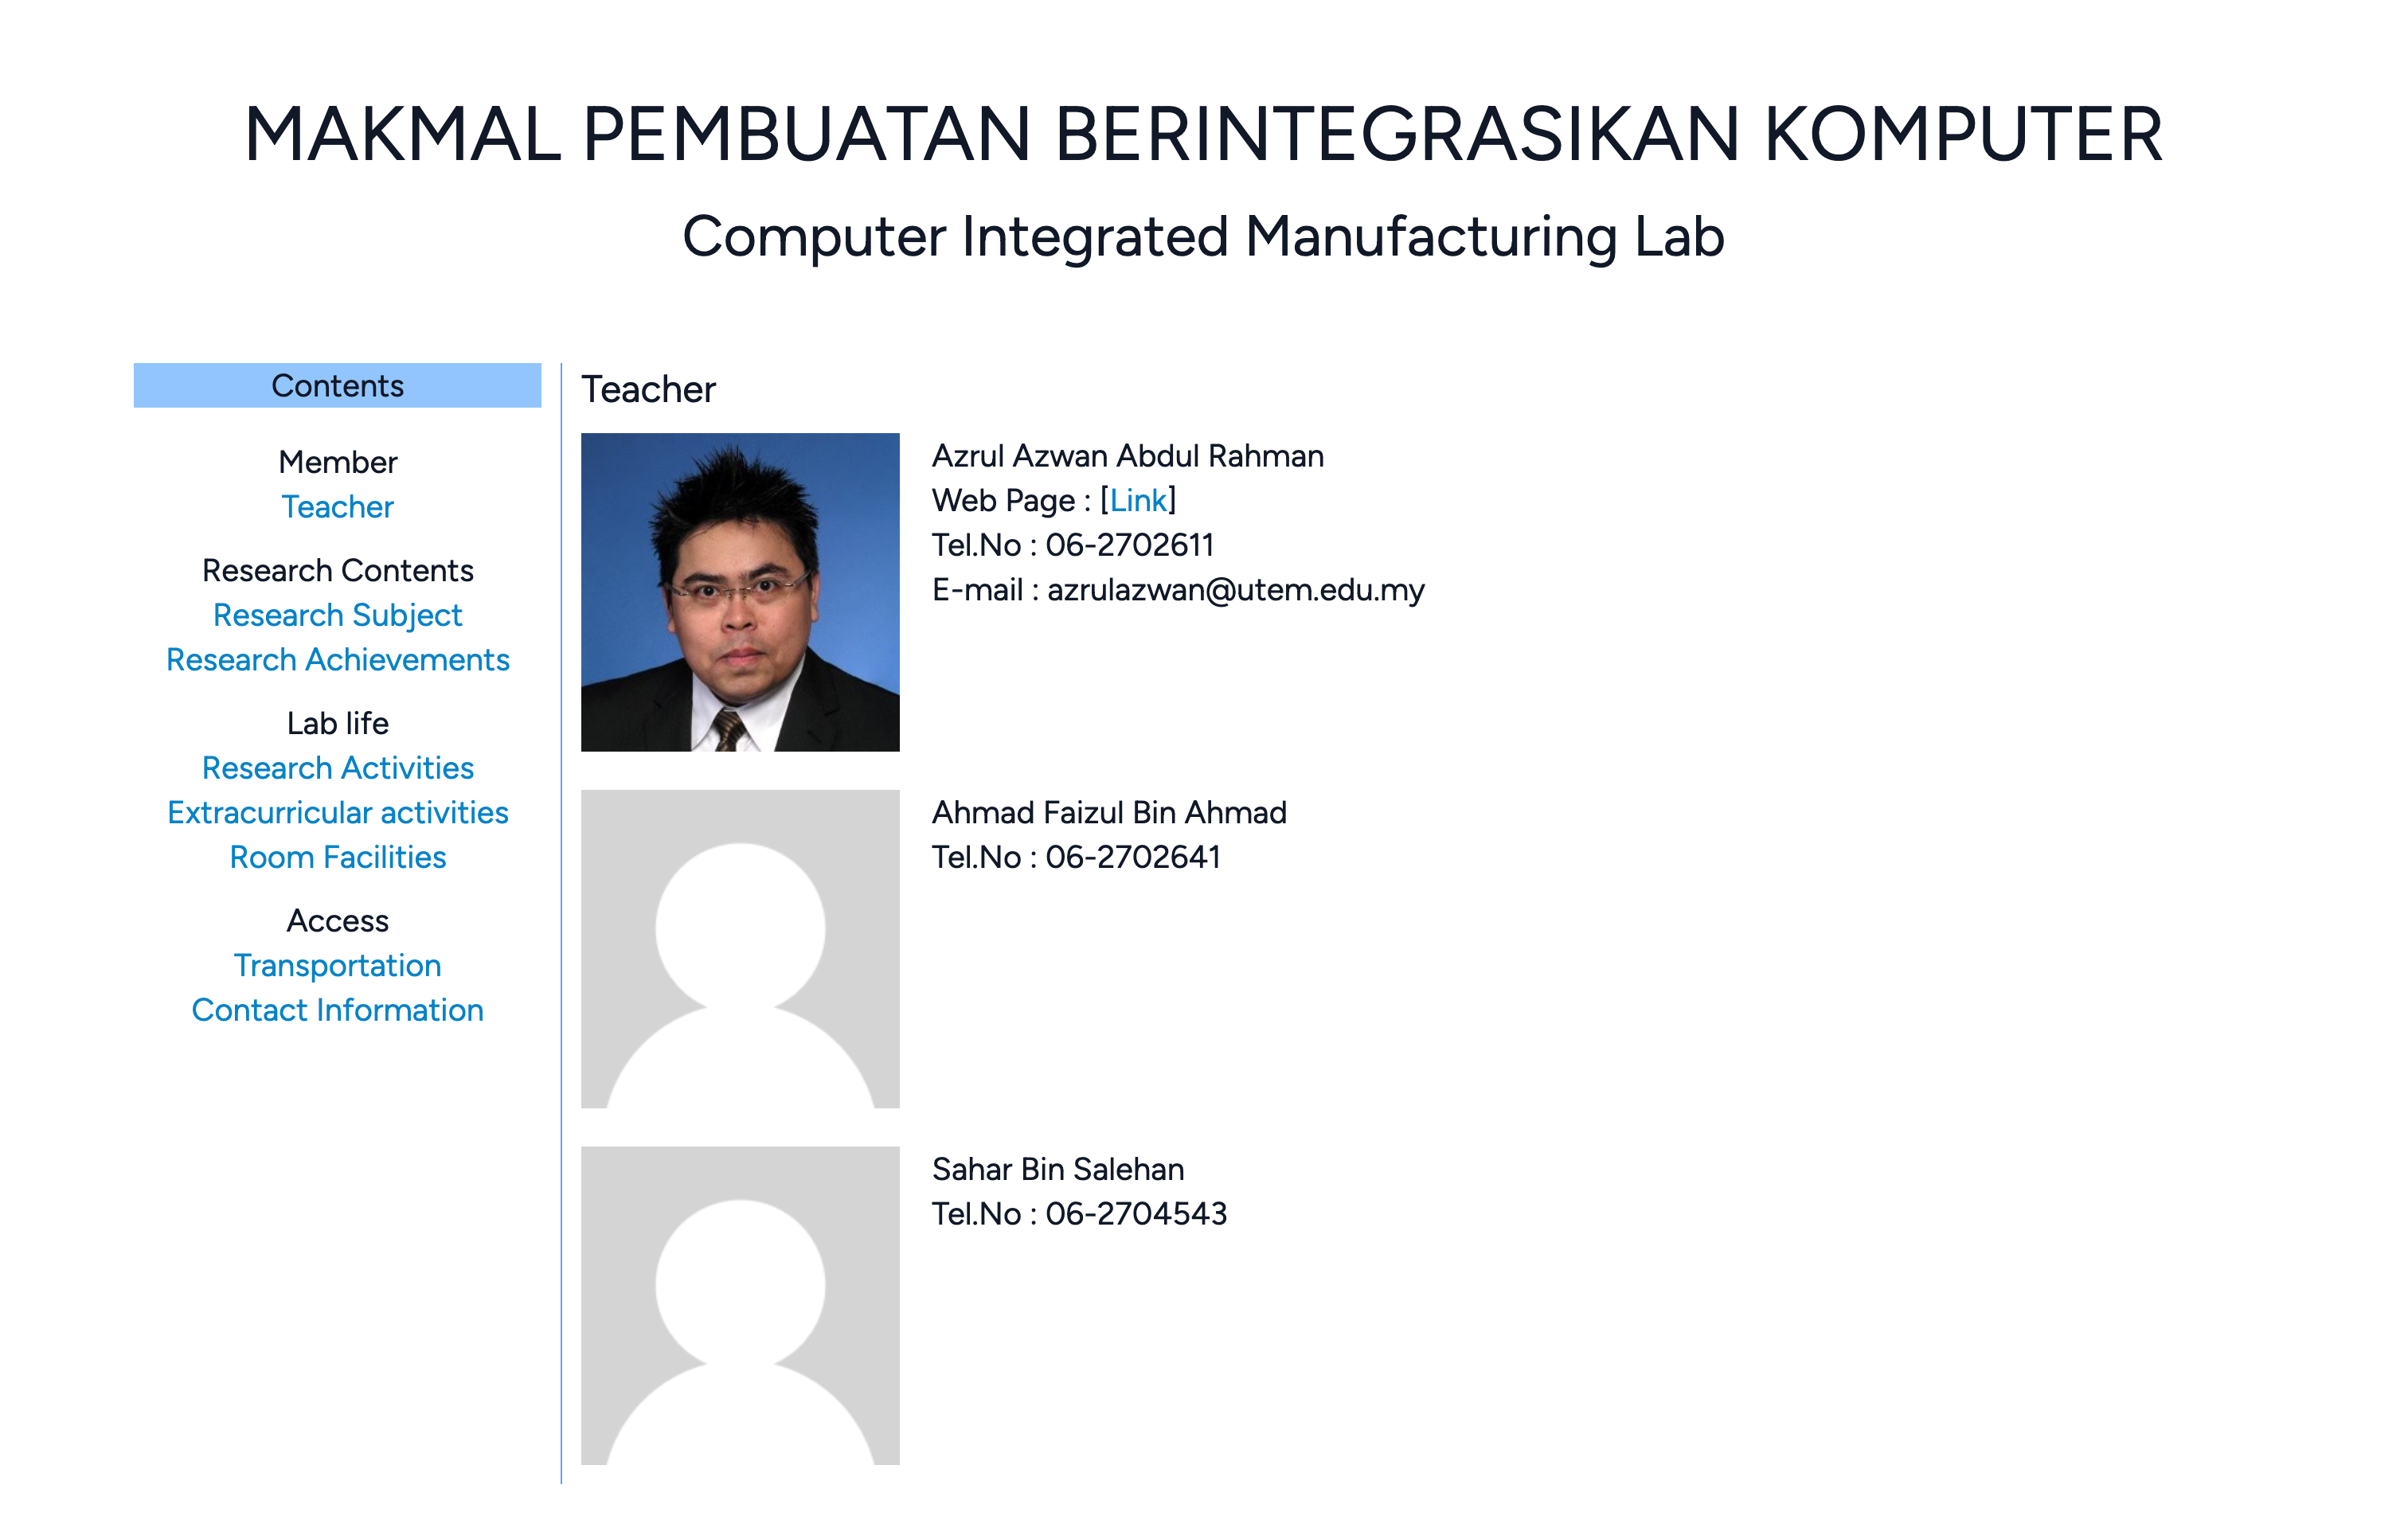 MAKMAL PEMBUATAN BERINTEGRASIKAN KOMPUTER
Computer Integrated Manufacturing Lab
Contents
Member
Teacher
Research Contents
Research Subject
Research Achievements
Lab life
Research Activities
Extracurricular activities
Room Facilities
Access
Transportation
Contact Information
Teacher
Azrul Azwan Abdul Rahman
Web Page : [Link]
Tel.No : 06-2702611
E-mail : azrulazwan@utem.edu.my
Ahmad Faizul Bin Ahmad
Tel.No : 06-2702641
Sahar Bin Salehan
Tel.No : 06-2704543